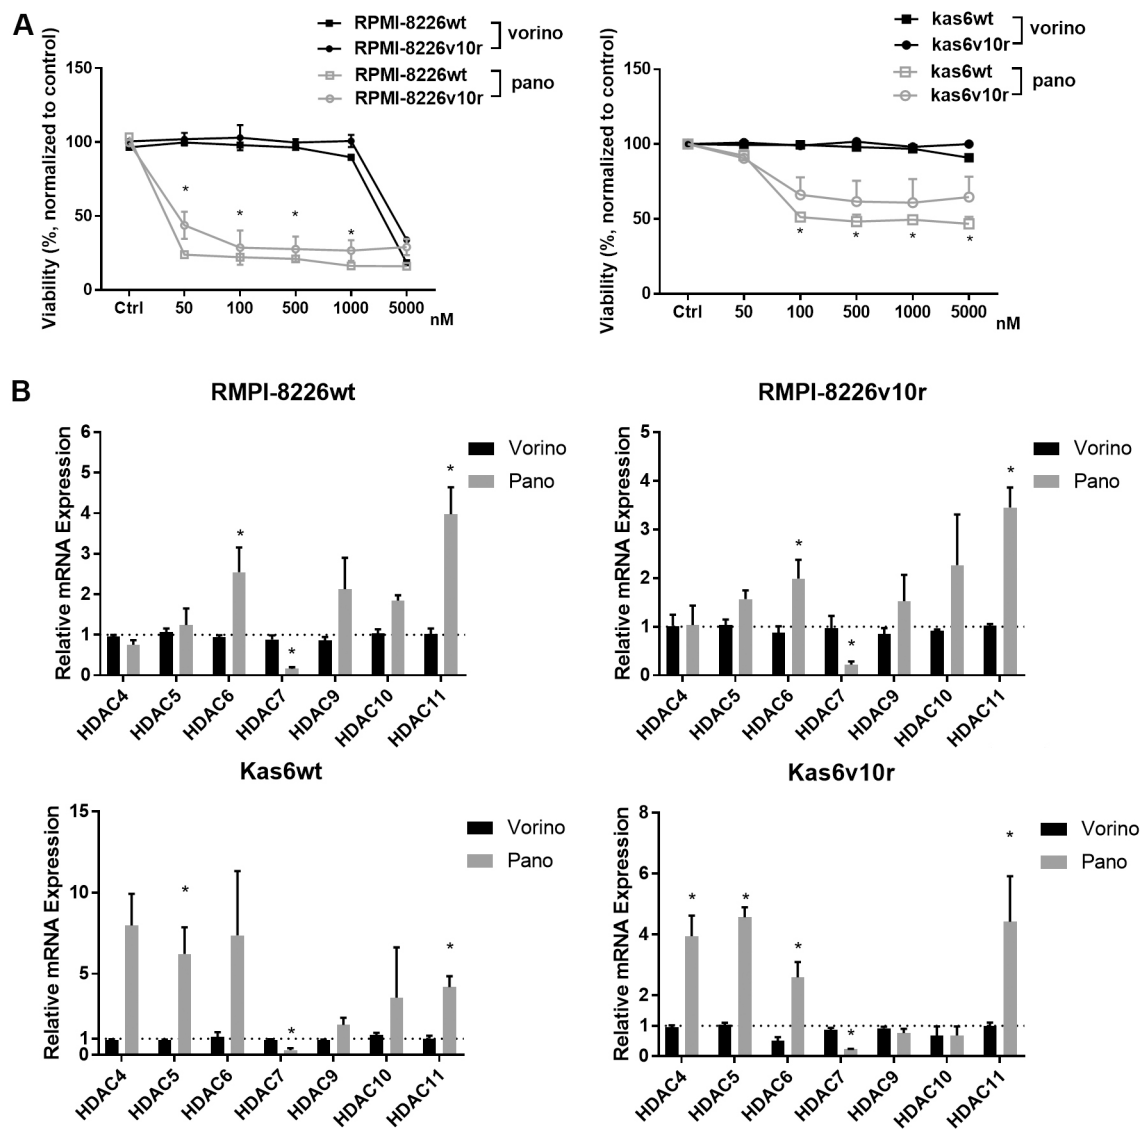 A
RPMI-8226wt
RPMI-8226v10r
vorino
RPMI-8226wt
RPMI-8226v10r
pano
Viability (%, normalized to control)
150
100
50
0
* * * *
Ctrl 50 100 500 1000 5000 nM
kas6wt
kas6v10r
vorino
kas6wt
kas6v10r
pano
Viability (%, normalized to control)
150
100
50
0
* * * *
Ctrl 50 100 500 1000 5000 nM
B
RMPI-8226wt
Relative mRNA Expression
6
5
4
3
2
1
0
Vorino
Pano
* * *
HDAC4 HDAC5 HDAC6 HDAC7 HDAC9 HDAC10 HDAC11
RMPI-8226v10r
Relative mRNA Expression
5
4
3
2
1
0
Vorino
Pano
* * *
HDAC4 HDAC5 HDAC6 HDAC7 HDAC9 HDAC10 HDAC11
Kas6wt
Relative mRNA Expression
15
10
5
1
0
Vorino
Pano
* * *
HDAC4 HDAC5 HDAC6 HDAC7 HDAC9 HDAC10 HDAC11
Kas6v10r
Relative mRNA Expression
8
6
4
2
1
0
Vorino
Pano
* * * * *
HDAC4 HDAC5 HDAC6 HDAC7 HDAC9 HDAC10 HDAC11